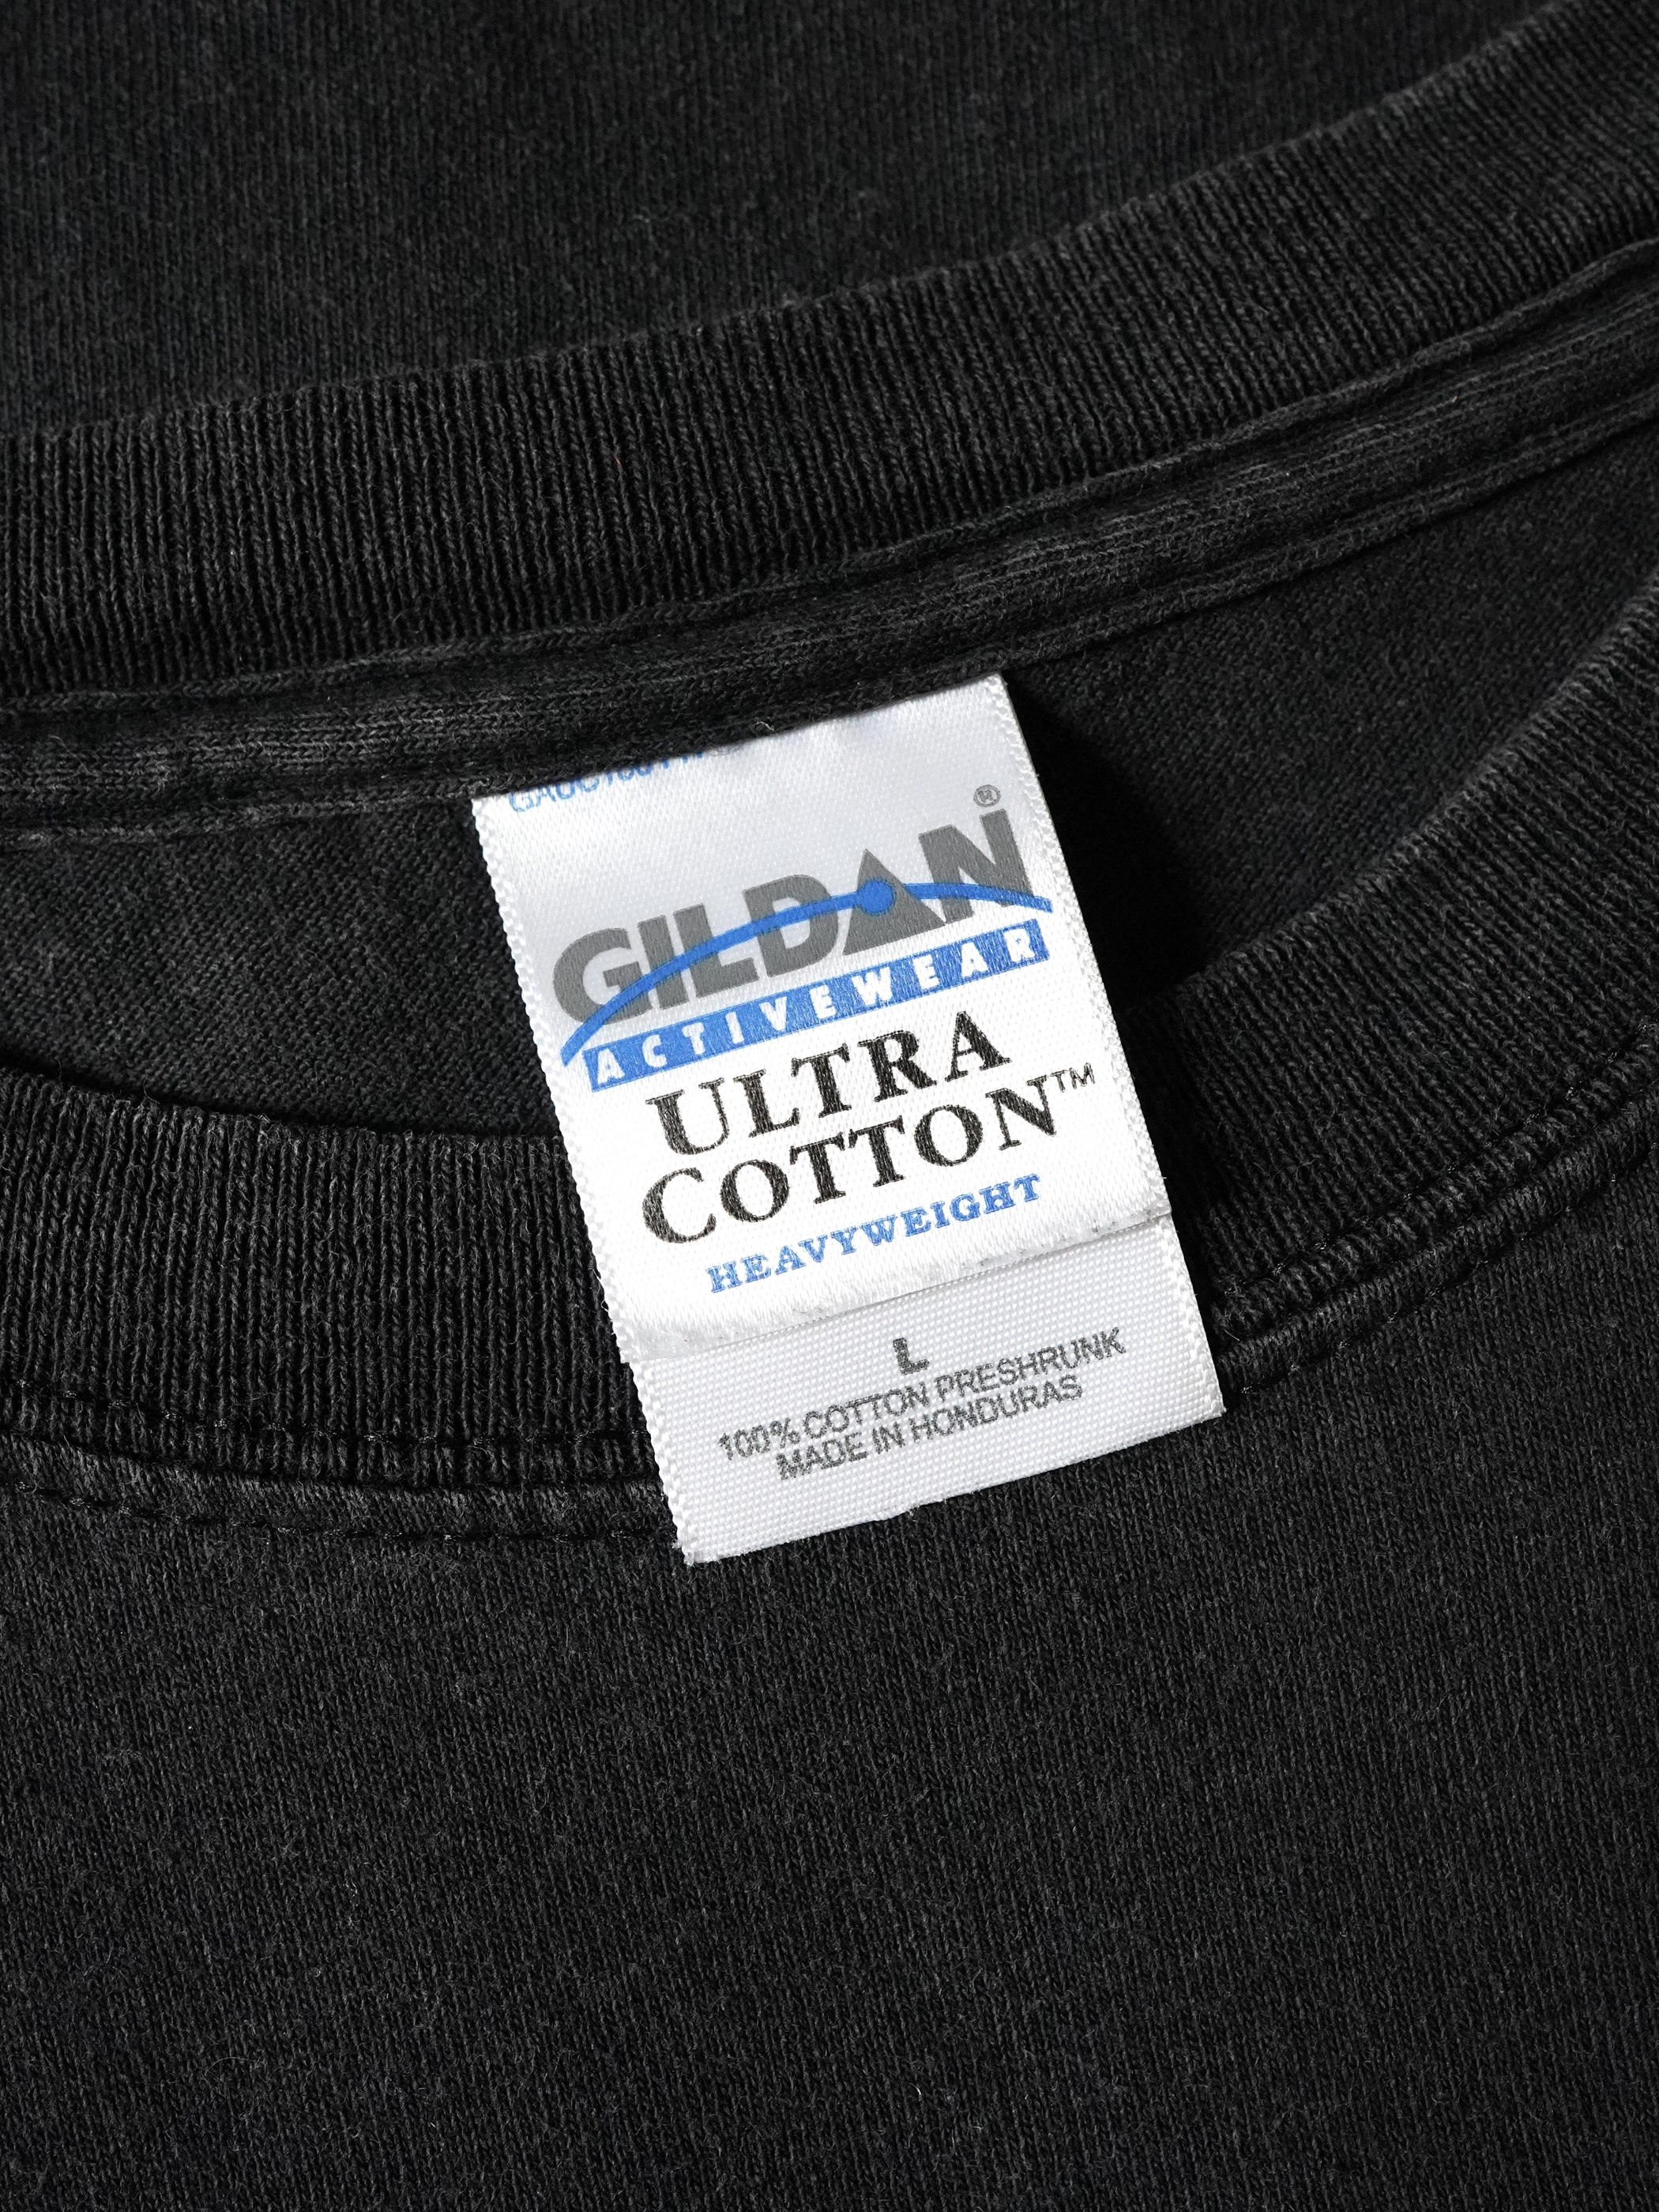 GILDAN®
ACTIVEWEAR
ULTRA
COTTON™
HEAVYWEIGHT
L
100% COTTON PRESHRUNK
MADE IN HONDURAS